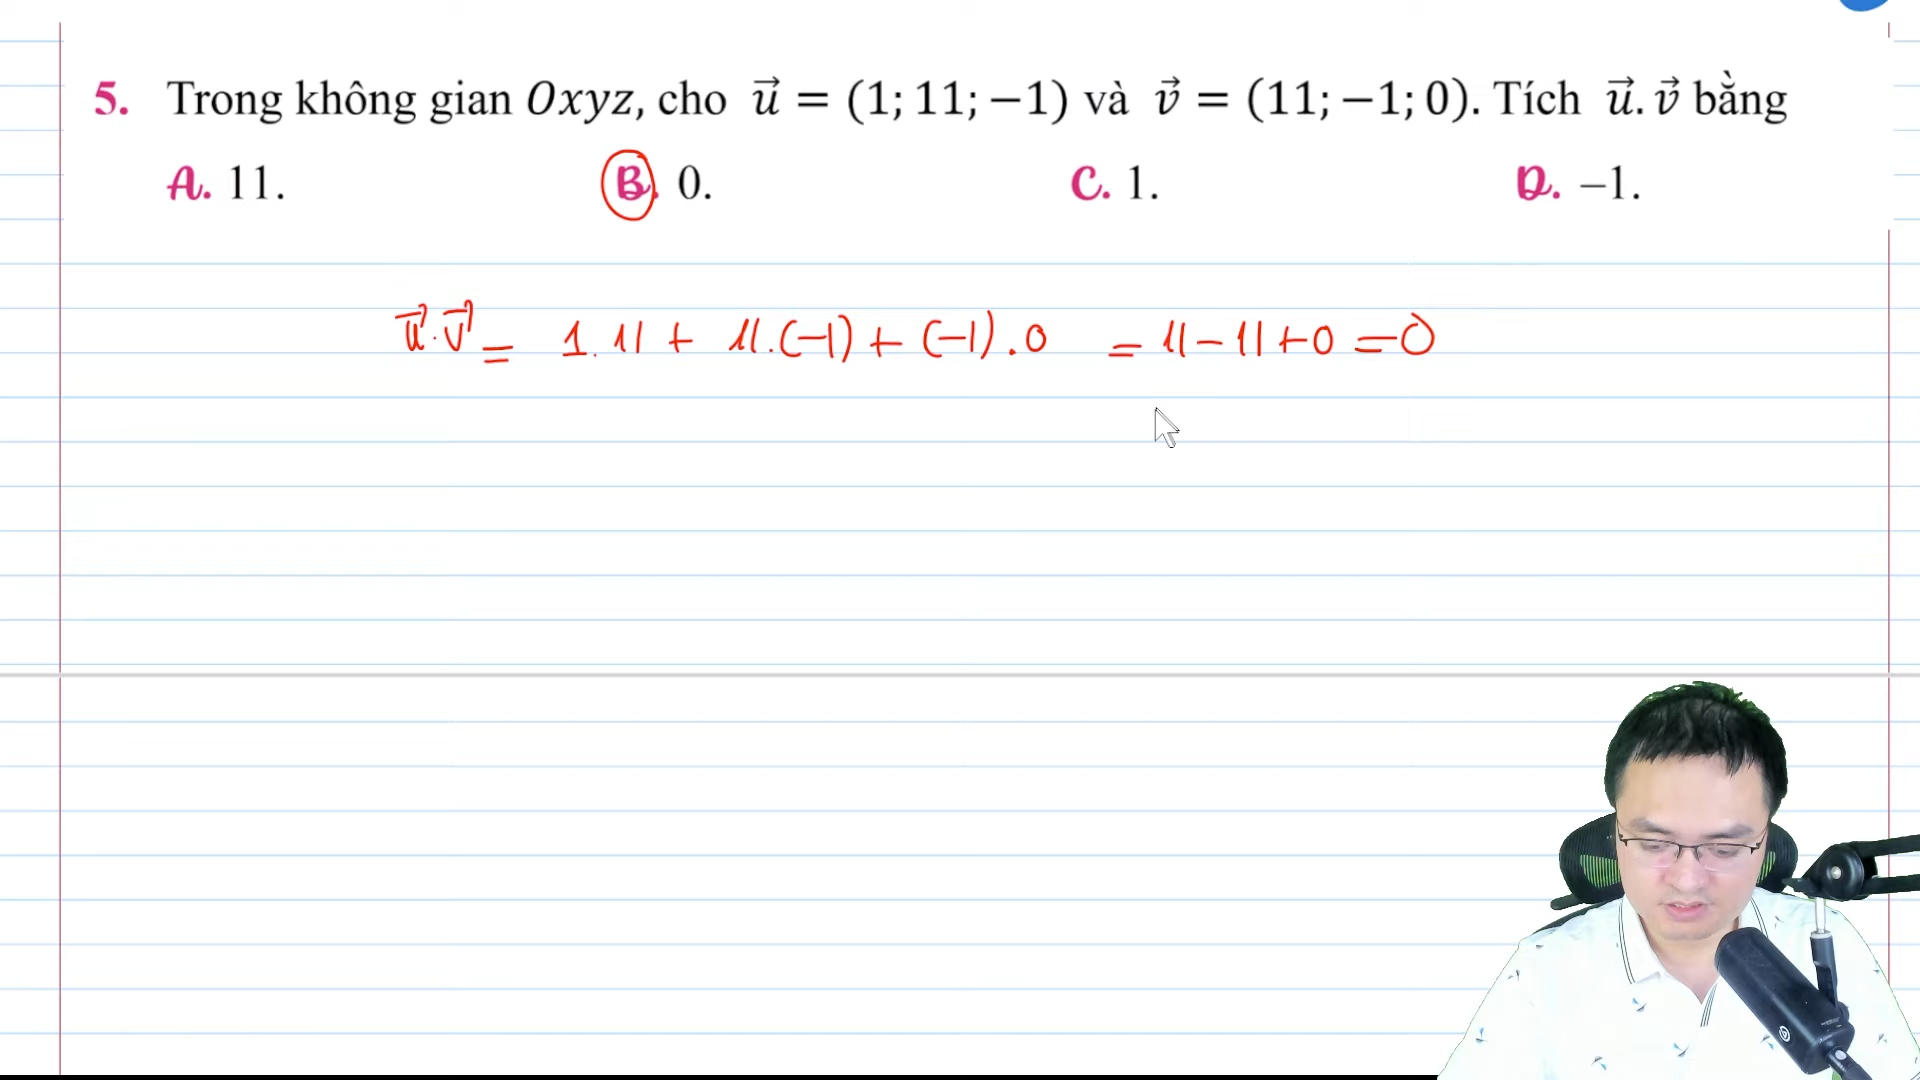 5. Trong không gian Oxyz, cho u⃗ = (1; 11; −1) và v⃗ = (11; −1; 0). Tích u⃗. v⃗ bằng
A. 11. B. 0. C. 1. D. −1.
u⃗.v⃗ = 1.11 + 11.(−1) + (−1).0 = 11 − 11 + 0 = 0